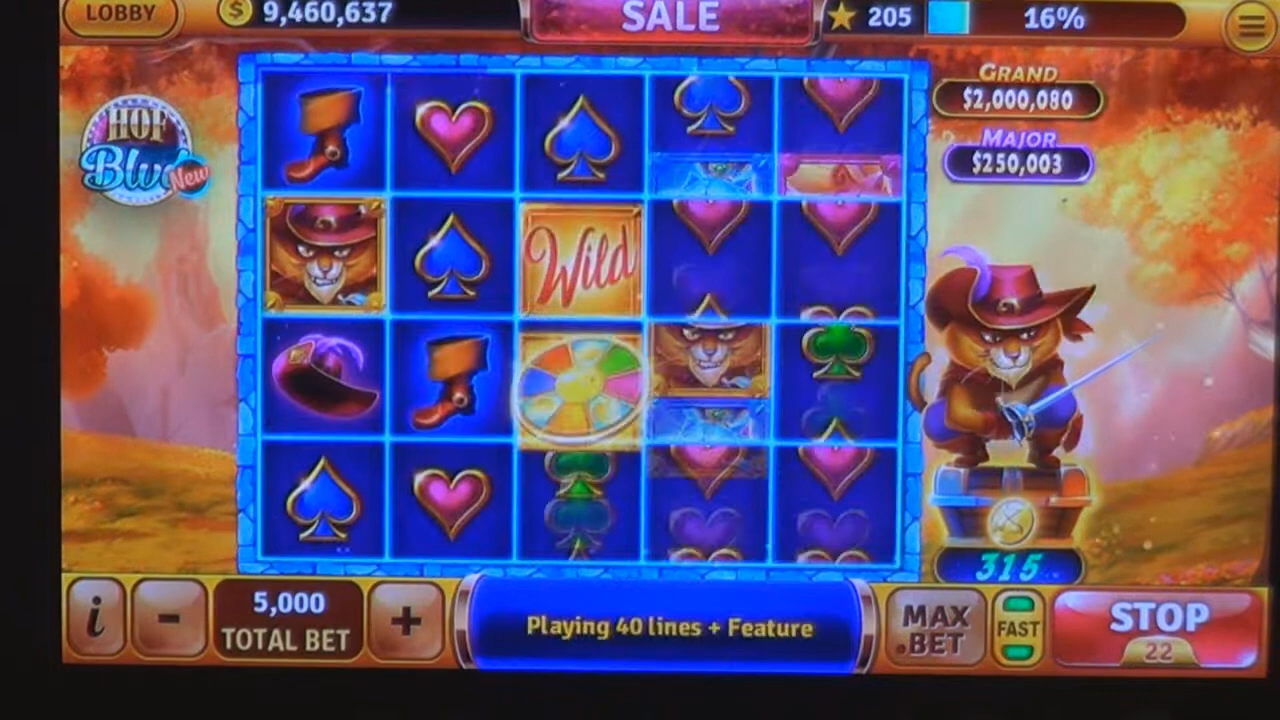 LOBBY
$ 9,460,637
SALE
205
16%
GRAND
$2,000,080
MAJOR
$250,003
HOF
Blvd
New
Wild
315
i
-
5,000
TOTAL BET
+
Playing 40 lines + Feature
MAX
BET
FAST
STOP
22